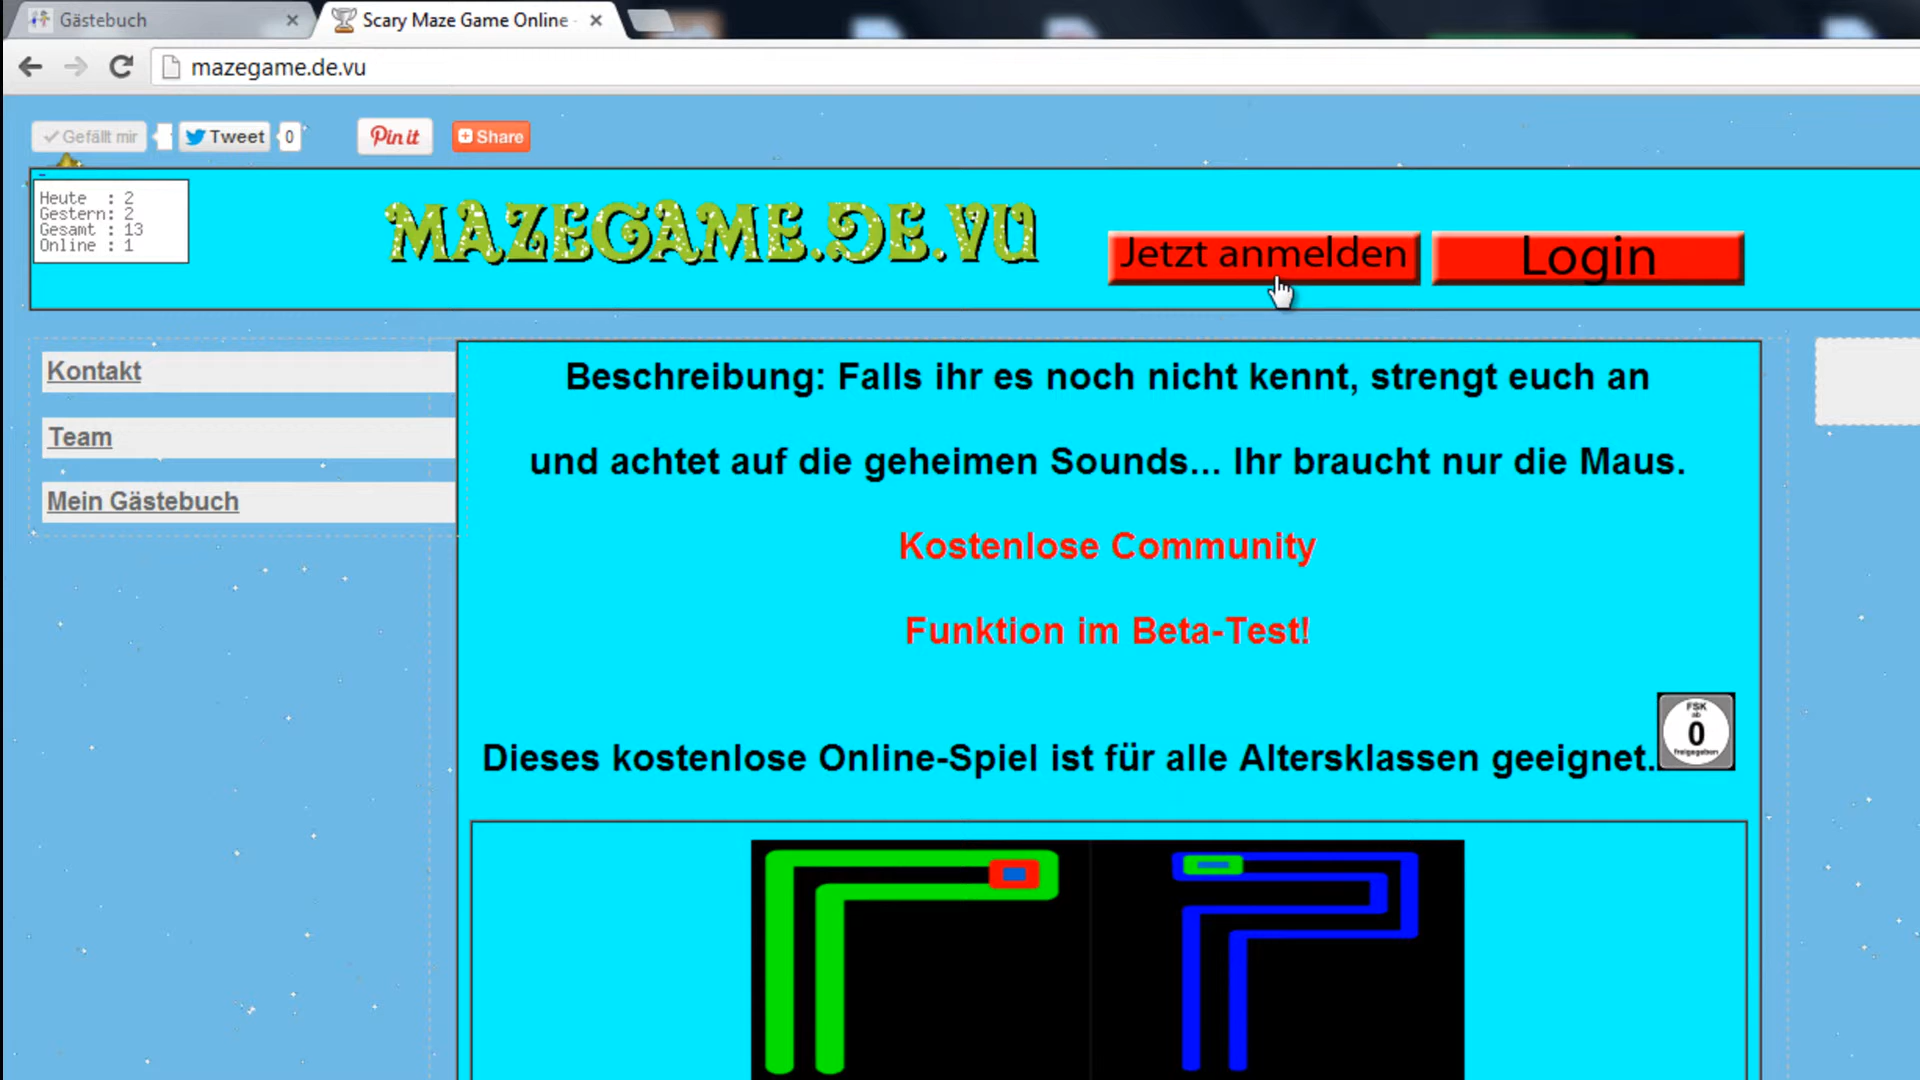 Gästebuch
Scary Maze Game Online -
mazegame.de.vu
Gefällt mir
Tweet 0
Pin it
Share
Heute : 2
Gestern: 2
Gesamt : 13
Online : 1
MAZEGAME.DE.VU
Jetzt anmelden
Login
Kontakt
Team
Mein Gästebuch
Beschreibung: Falls ihr es noch nicht kennt, strengt euch an
und achtet auf die geheimen Sounds... Ihr braucht nur die Maus.
Kostenlose Community
Funktion im Beta-Test!
Dieses kostenlose Online-Spiel ist für alle Altersklassen geeignet.
FSK
ab
0
freigegeben